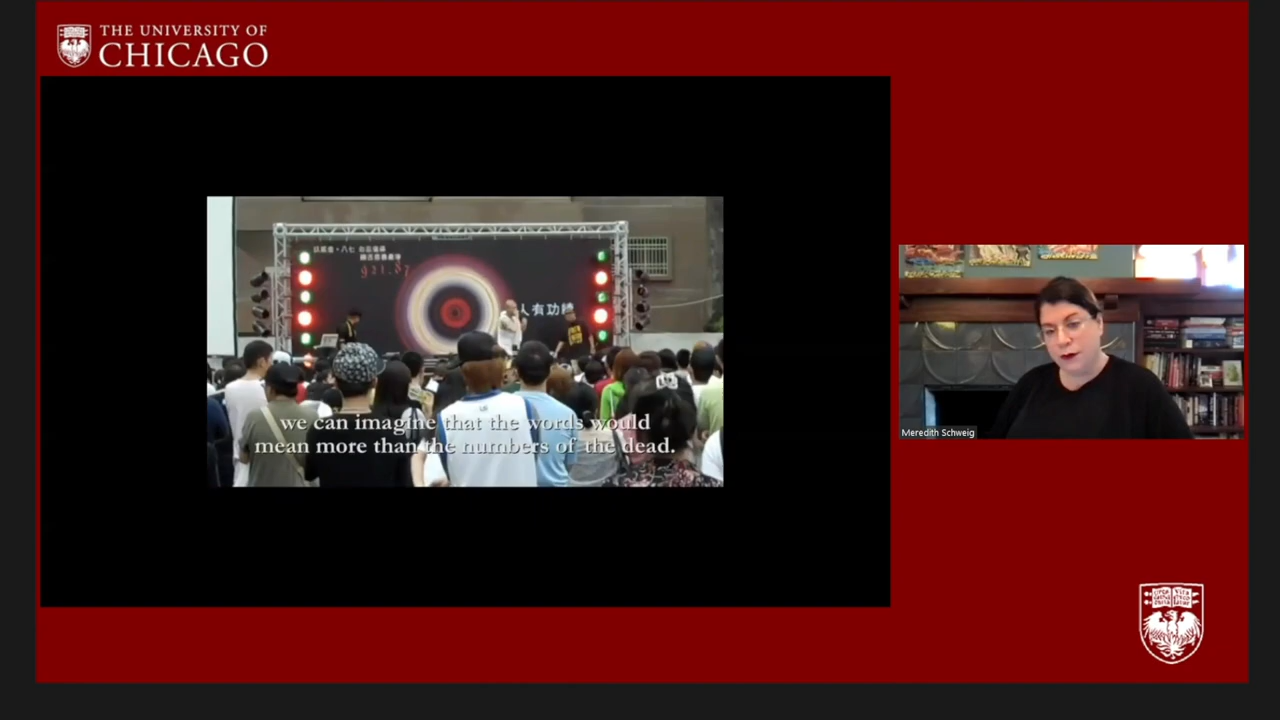 THE UNIVERSITY OF
CHICAGO
921.87
人有功績
we can imagine that the words would
mean more than the numbers of the dead.
Meredith Schweig